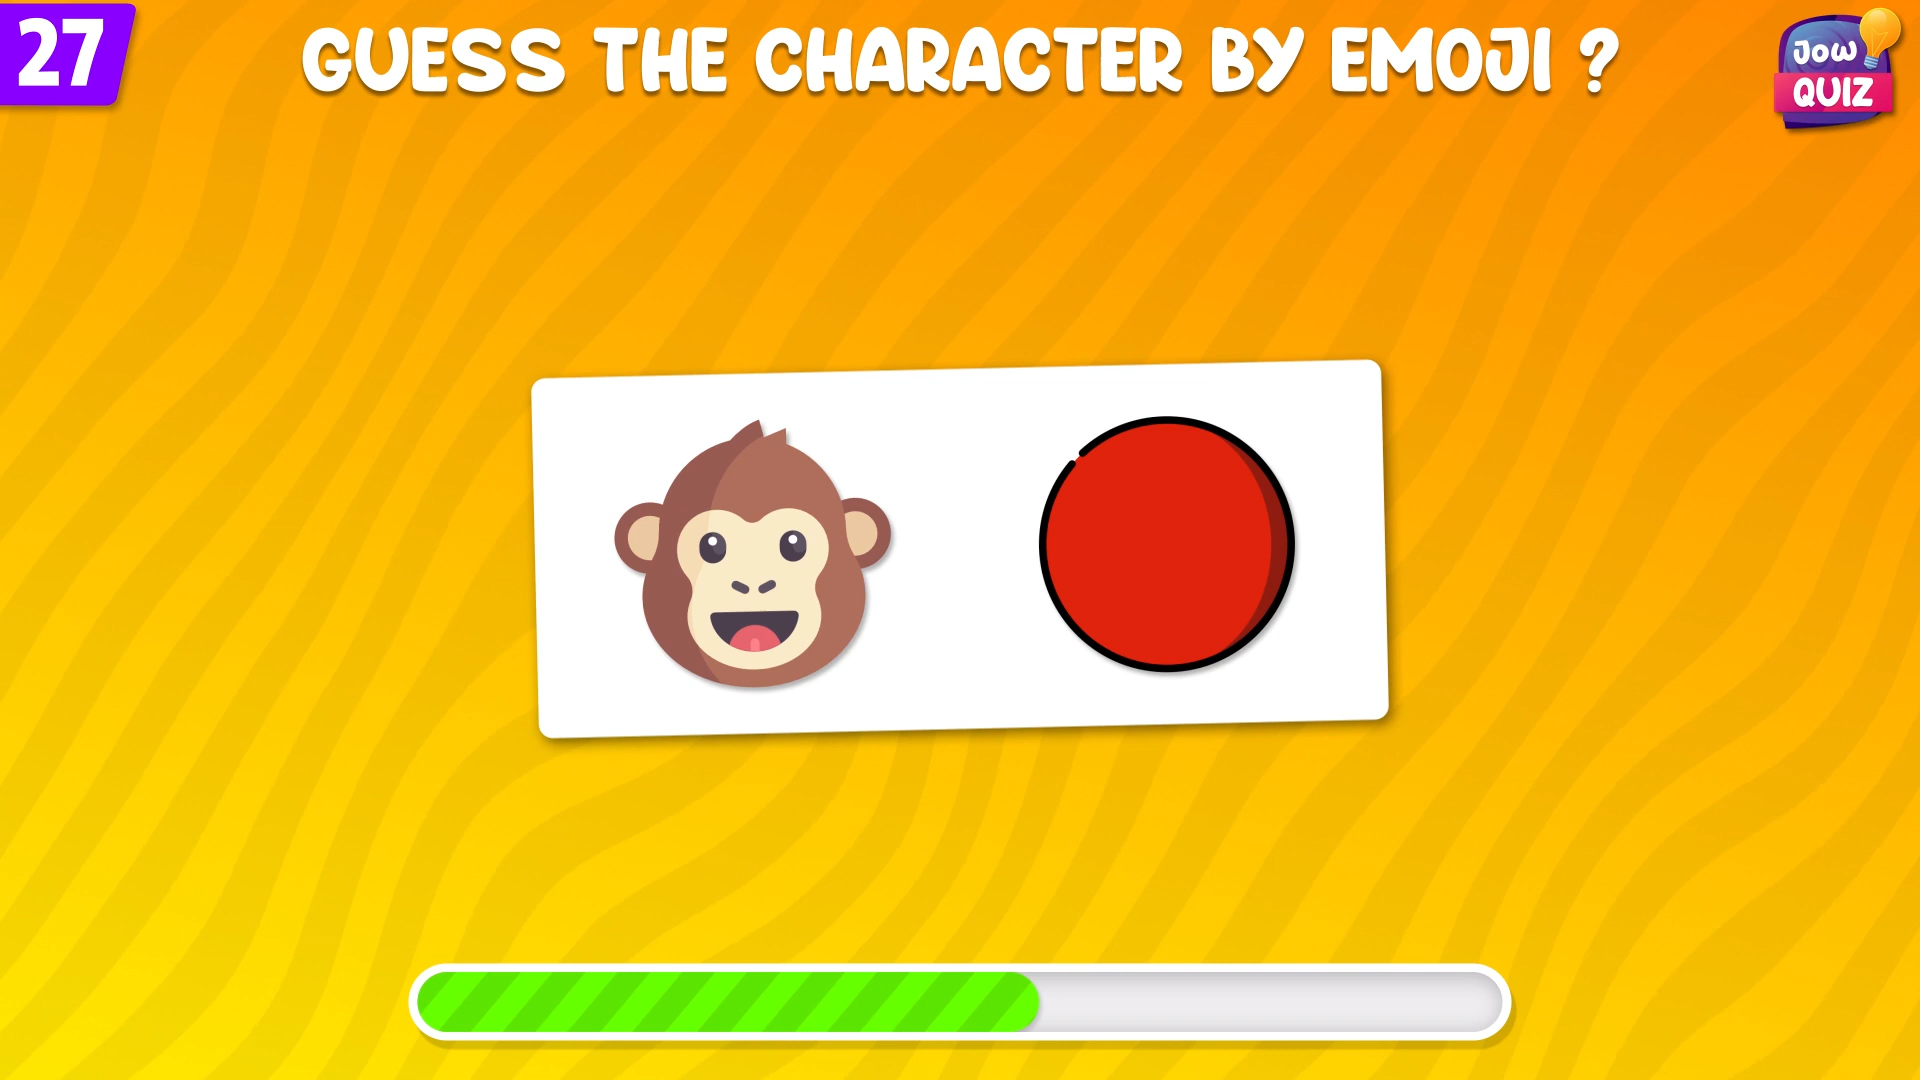 27
GUESS THE CHARACTER BY EMOJI ?
JOW
QUIZ